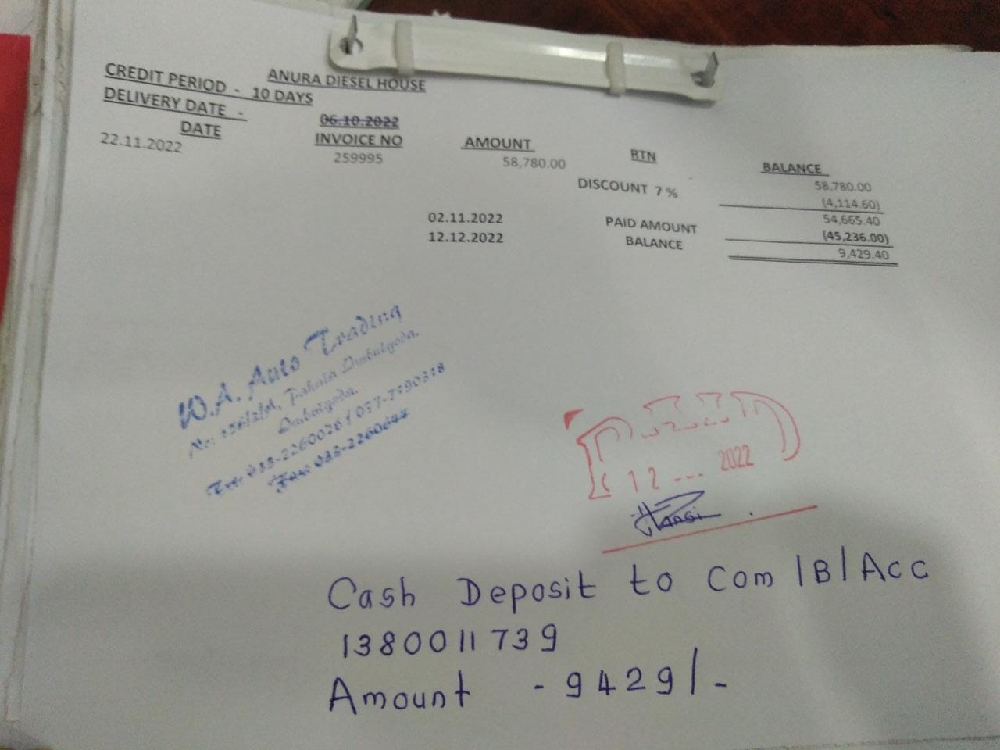 ANURA DIESEL HOUSE
CREDIT PERIOD - 10 DAYS
DELIVERY DATE - 06.10.2022
DATE INVOICE NO AMOUNT RTN BALANCE
22.11.2022 259995 58,780.00 58,780.00
DISCOUNT 7% (4,114.60)
54,665.40
02.11.2022 PAID AMOUNT (45,236.00)
12.12.2022 BALANCE 9,429.40
W.A. Auto Trading
12 2022
Cash Deposit to Com |B| Acc
1380011739
Amount - 9429/-